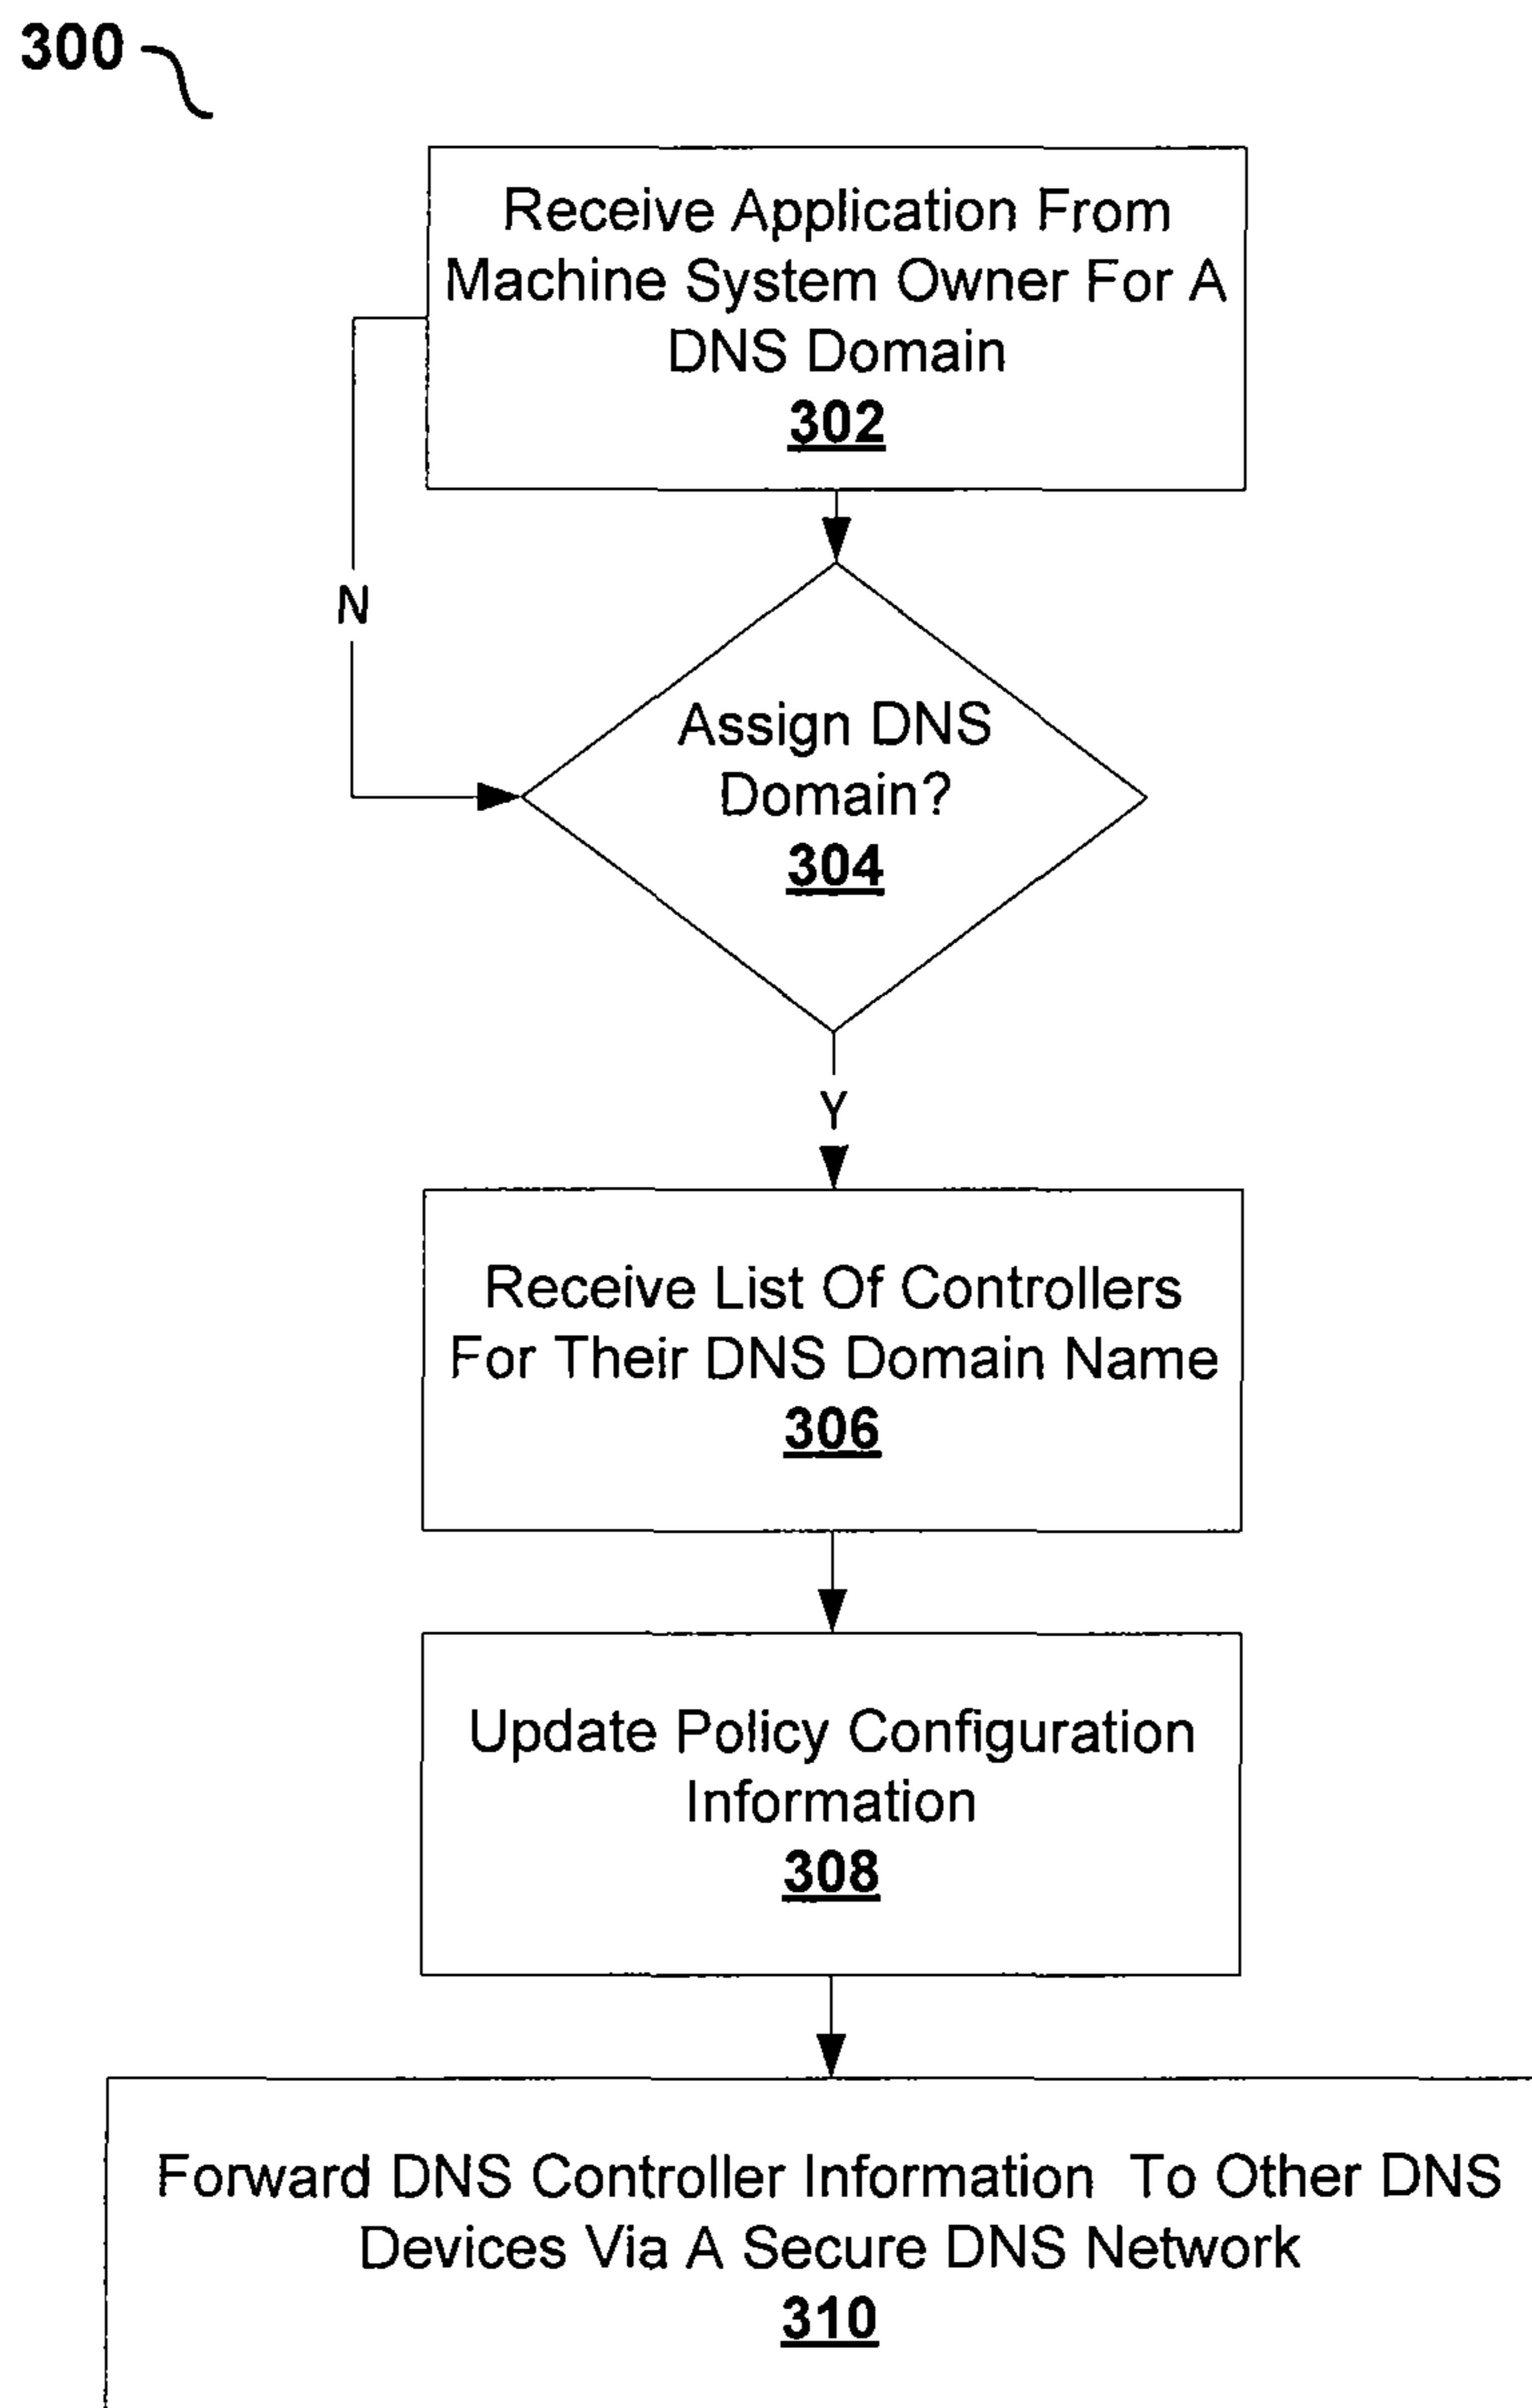 300
Receive Application From
Machine System Owner For A
DNS Domain
302
N
Assign DNS
Domain?
304
Y
Receive List Of Controllers
For Their DNS Domain Name
306
Update Policy Configuration
Information
308
Forward DNS Controller Information To Other DNS
Devices Via A Secure DNS Network
310